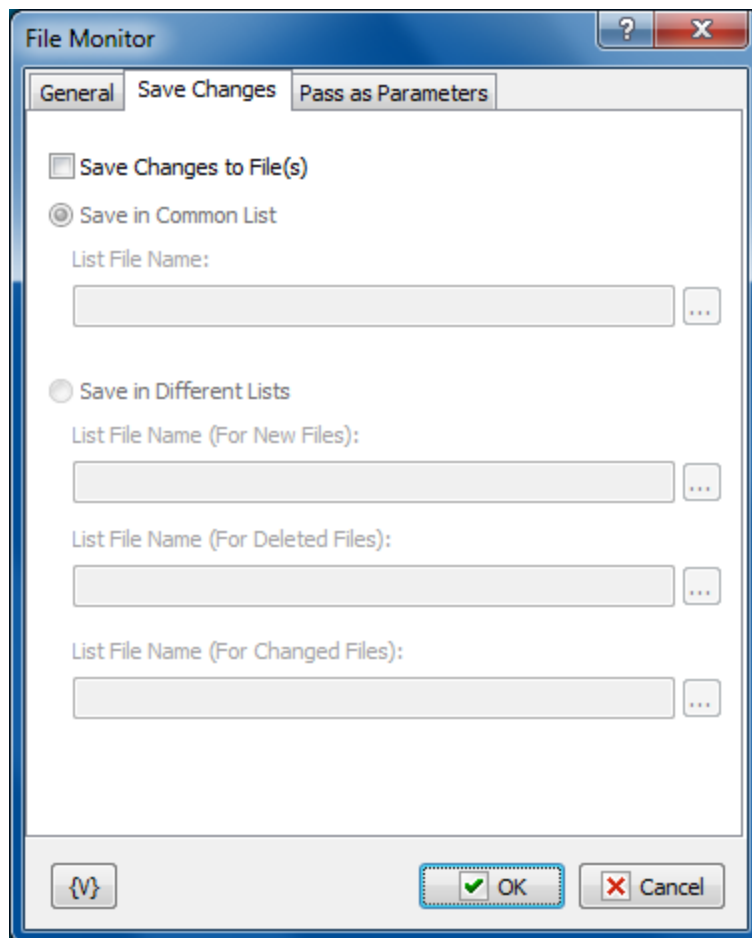 File Monitor
?
General
Save Changes
Pass as Parameters
Save Changes to File(s)
Save in Common List
List File Name:
...
Save in Different Lists
List File Name (For New Files):
...
List File Name (For Deleted Files):
...
List File Name (For Changed Files):
...
{V}
OK
Cancel